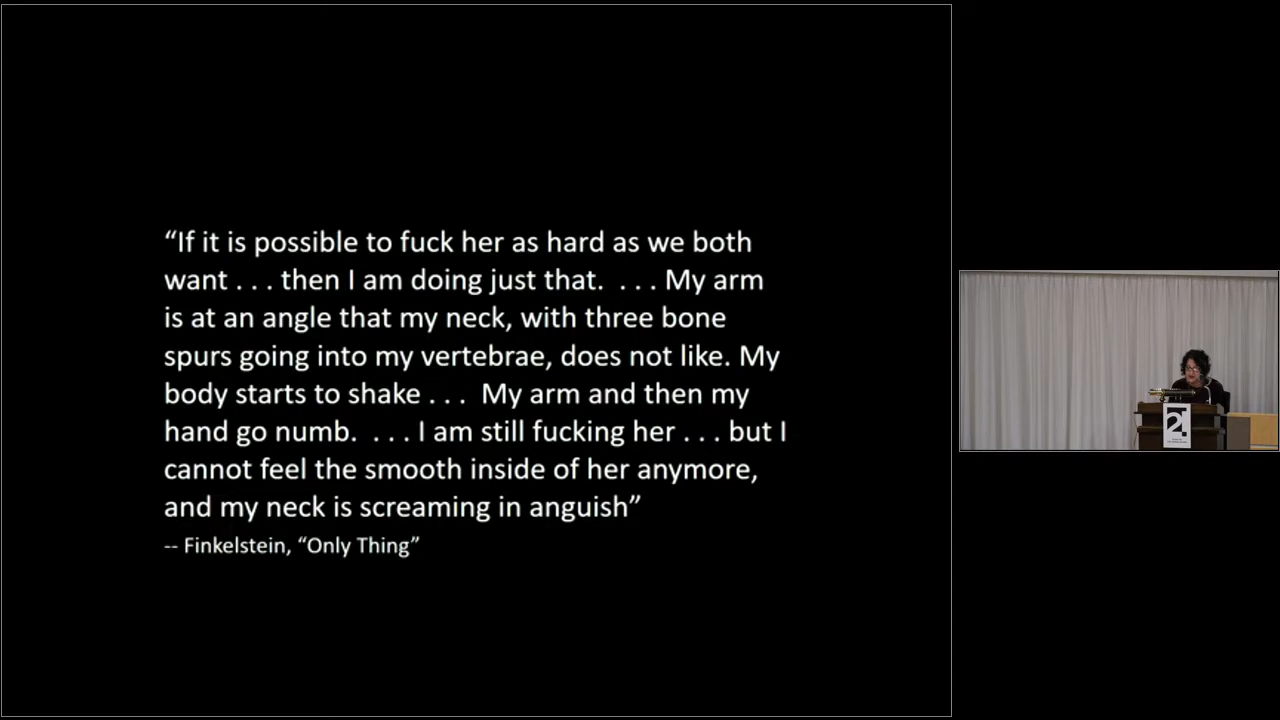 “If it is possible to fuck her as hard as we both
want . . . then I am doing just that.  . . . My arm
is at an angle that my neck, with three bone
spurs going into my vertebrae, does not like. My
body starts to shake . . .  My arm and then my
hand go numb.  . . . I am still fucking her . . . but I
cannot feel the smooth inside of her anymore,
and my neck is screaming in anguish”
-- Finkelstein, “Only Thing”
21